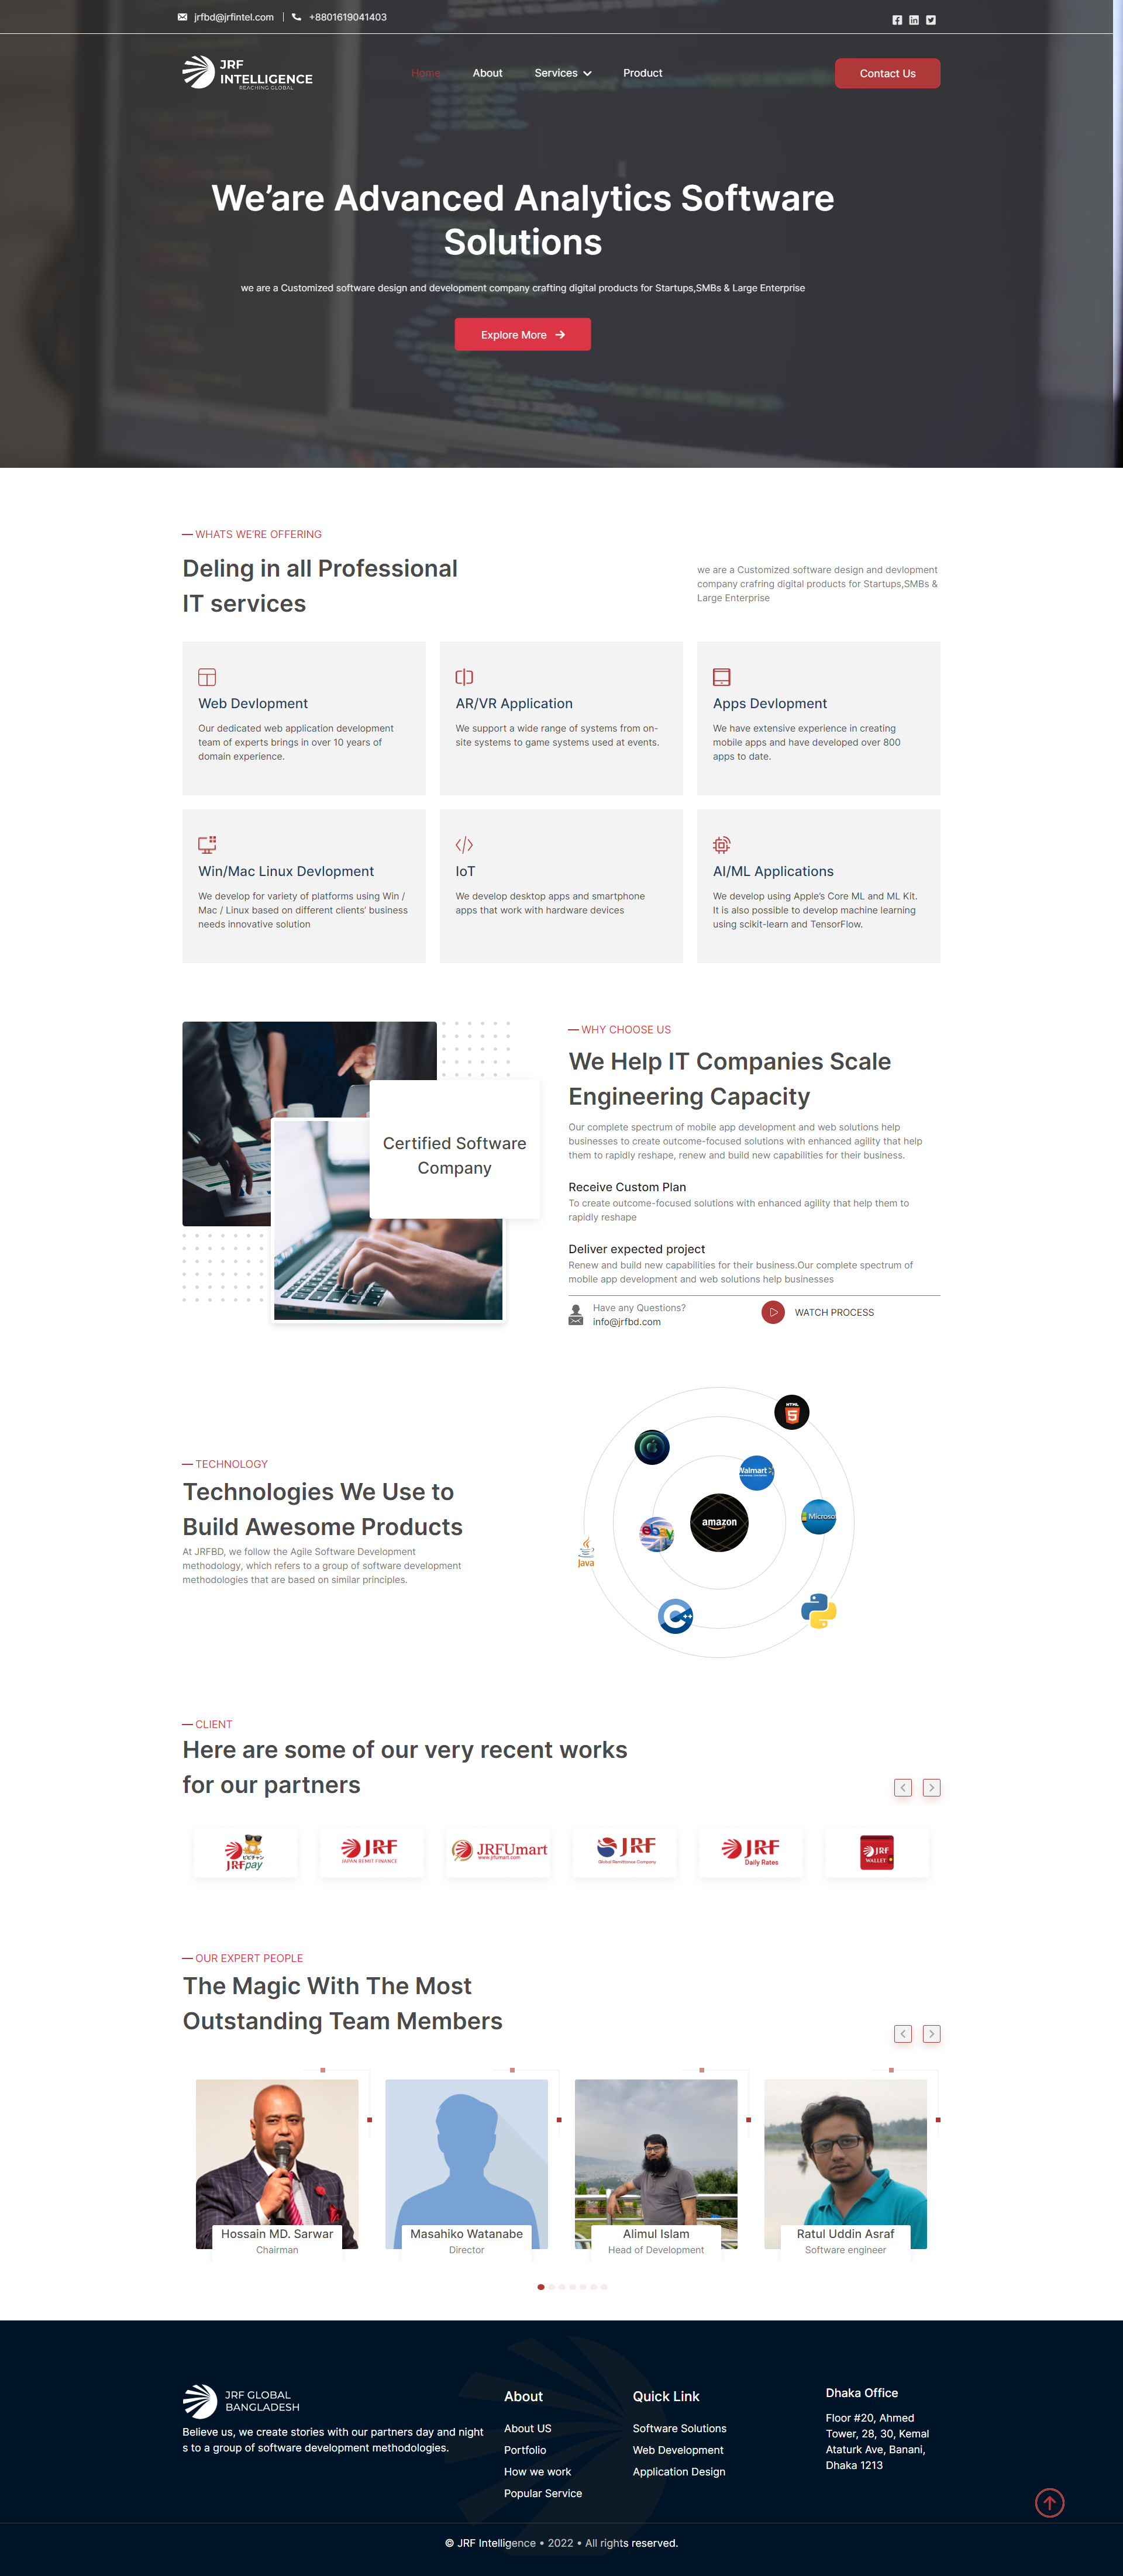 jrfbd@jrfintel.com | +8801619041403
JRF
INTELLIGENCE
REACHING GLOBAL
Home
About
Services
Product
Contact Us
We’are Advanced Analytics Software
Solutions
we are a Customized software design and development company crafting digital products for Startups,SMBs & Large Enterprise
Explore More
WHATS WE'RE OFFERING
Deling in all Professional
IT services
we are a Customized software design and devlopment
company crafring digital products for Startups,SMBs &
Large Enterprise
Web Devlopment
Our dedicated web application development
team of experts brings in over 10 years of
domain experience.
AR/VR Application
We support a wide range of systems from on-
site systems to game systems used at events.
Apps Devlopment
We have extensive experience in creating
mobile apps and have developed over 800
apps to date.
Win/Mac Linux Devlopment
We develop for variety of platforms using Win /
Mac / Linux based on different clients’ business
needs innovative solution
IoT
We develop desktop apps and smartphone
apps that work with hardware devices
AI/ML Applications
We develop using Apple’s Core ML and ML Kit.
It is also possible to develop machine learning
using scikit-learn and TensorFlow.
Certified Software
Company
WHY CHOOSE US
We Help IT Companies Scale
Engineering Capacity
Our complete spectrum of mobile app development and web solutions help
businesses to create outcome-focused solutions with enhanced agility that help
them to rapidly reshape, renew and build new capabilities for their business.
Receive Custom Plan
To create outcome-focused solutions with enhanced agility that help them to
rapidly reshape
Deliver expected project
Renew and build new capabilities for their business.Our complete spectrum of
mobile app development and web solutions help businesses
Have any Questions?
info@jrfbd.com
WATCH PROCESS
TECHNOLOGY
Technologies We Use to
Build Awesome Products
At JRFBD, we follow the Agile Software Development
methodology, which refers to a group of software development
methodologies that are based on similar principles.
HTML
5
Walmart
amazon
Microsof
ebay
Java
C++
CLIENT
Here are some of our very recent works
for our partners
JRFpay
JRF
JAPAN REMIT FINANCE
JRFUmart
www.jrfumart.com
JRF
Global Remittance Company
JRF
Daily Rates
JRF
WALLET
OUR EXPERT PEOPLE
The Magic With The Most
Outstanding Team Members
Hossain MD. Sarwar
Chairman
Masahiko Watanabe
Director
Alimul Islam
Head of Development
Ratul Uddin Asraf
Software engineer
JRF GLOBAL
BANGLADESH
Believe us, we create stories with our partners day and night
s to a group of software development methodologies.
About
About US
Portfolio
How we work
Popular Service
Quick Link
Software Solutions
Web Development
Application Design
Dhaka Office
Floor #20, Ahmed
Tower, 28, 30, Kemal
Ataturk Ave, Banani,
Dhaka 1213
© JRF Intelligence • 2022 • All rights reserved.